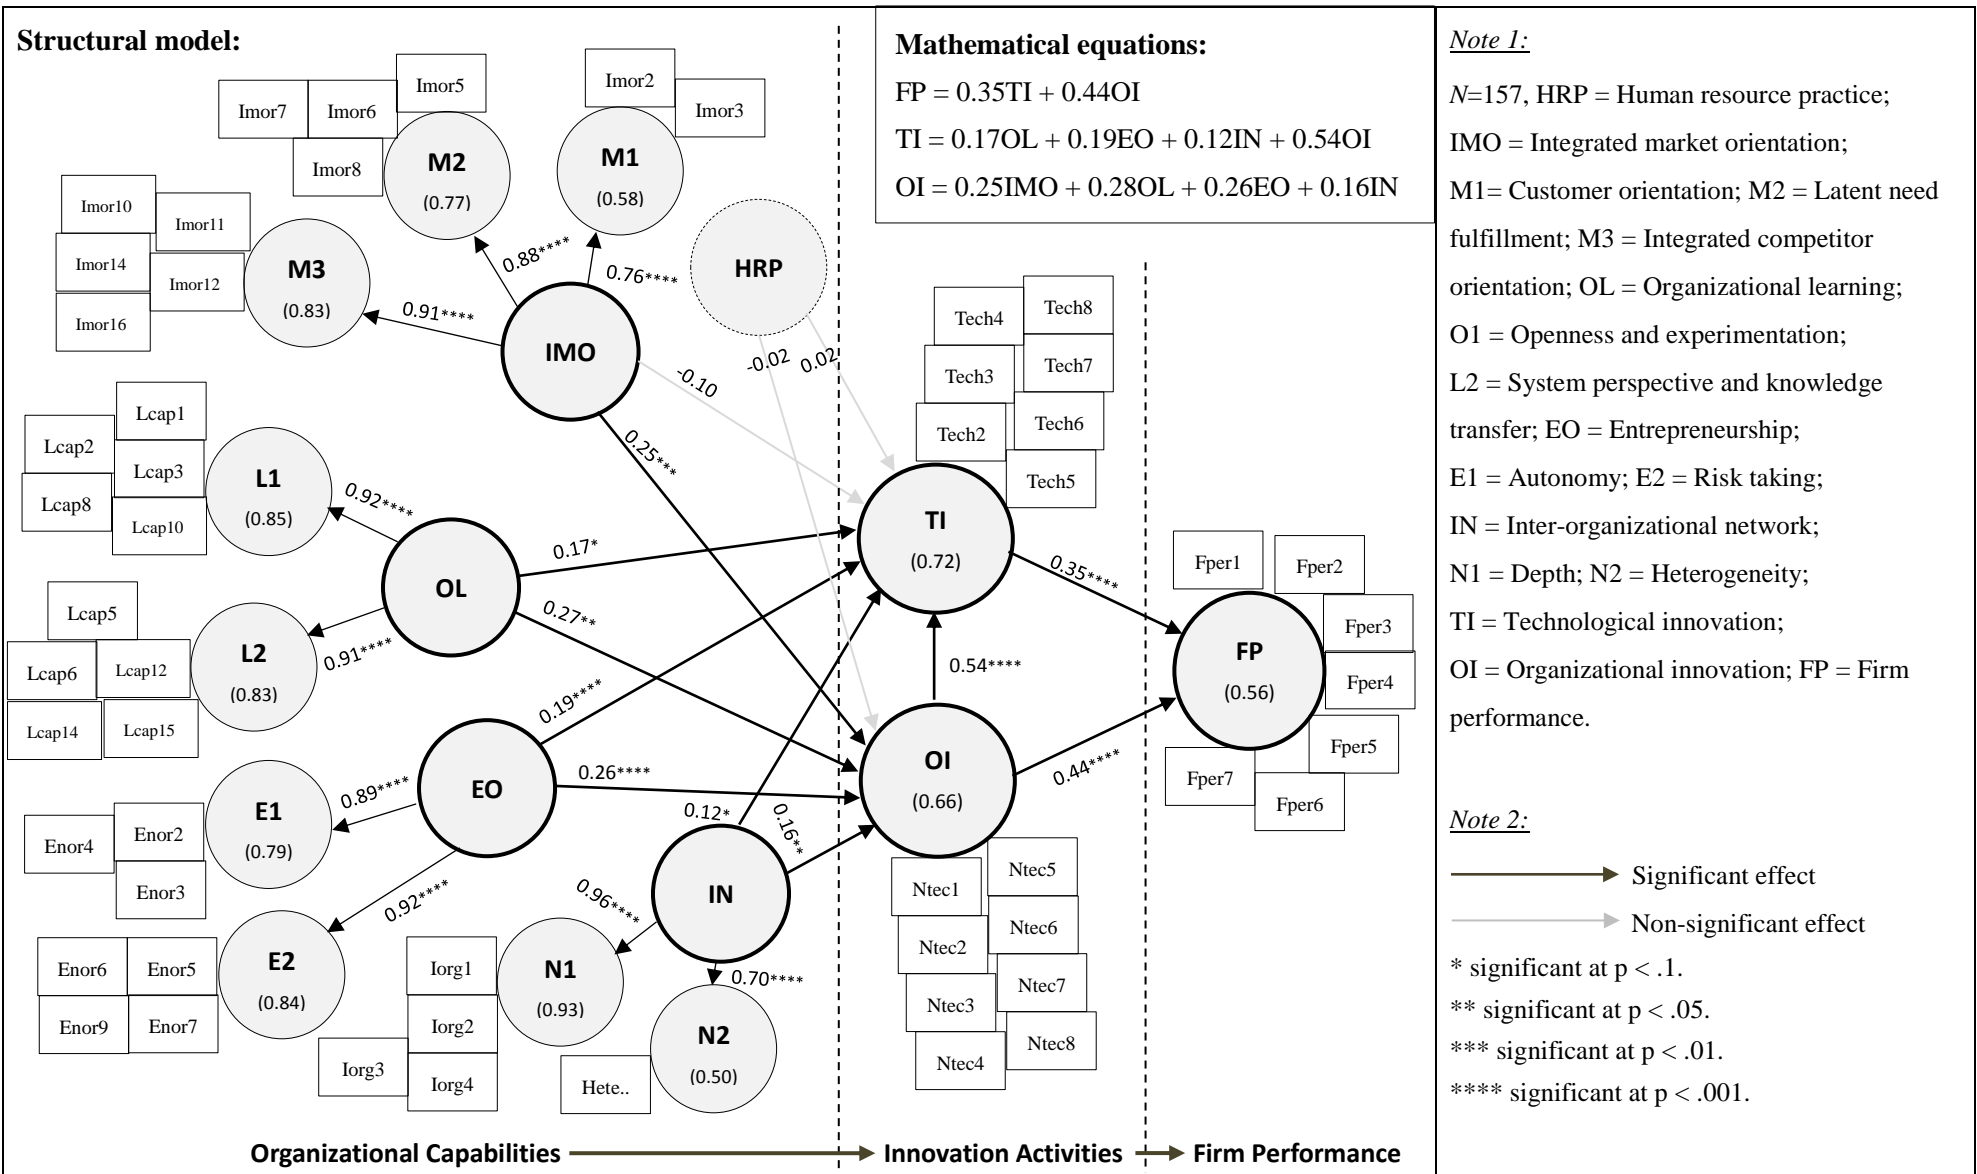 Structural model:
Imor5
Imor7
Imor6
Imor8
M2
(0.77)
Imor2
Imor3
M1
(0.58)
Imor10
Imor11
Imor14
Imor12
Imor16
M3
(0.83)
0.88****
0.76****
0.91****
IMO
HRP
-0.02
0.02
-0.10
0.25***
Lcap1
Lcap2
Lcap3
Lcap8
Lcap10
L1
(0.85)
0.92****
OL
0.17*
0.27**
Lcap5
Lcap6
Lcap12
Lcap14
Lcap15
L2
(0.83)
0.91****
0.19****
EO
0.26****
0.89****
Enor4
Enor2
Enor3
E1
(0.79)
0.92****
Enor6
Enor5
Enor9
Enor7
E2
(0.84)
0.12*
0.16**
IN
0.96****
0.70****
Iorg1
Iorg2
Iorg3
Iorg4
N1
(0.93)
Hete..
N2
(0.50)
Mathematical equations:
FP = 0.35TI + 0.44OI
TI = 0.17OL + 0.19EO + 0.12IN + 0.54OI
OI = 0.25IMO + 0.28OL + 0.26EO + 0.16IN
Tech4
Tech8
Tech3
Tech7
Tech2
Tech6
Tech5
TI
(0.72)
0.35****
0.54****
OI
(0.66)
0.44****
Ntec1
Ntec5
Ntec2
Ntec6
Ntec3
Ntec7
Ntec4
Ntec8
Fper1
Fper2
Fper3
Fper4
Fper5
Fper6
Fper7
FP
(0.56)
Organizational Capabilities
Innovation Activities
Firm Performance
Note 1:
N=157, HRP = Human resource practice;
IMO = Integrated market orientation;
M1= Customer orientation; M2 = Latent need
fulfillment; M3 = Integrated competitor
orientation; OL = Organizational learning;
O1 = Openness and experimentation;
L2 = System perspective and knowledge
transfer; EO = Entrepreneurship;
E1 = Autonomy; E2 = Risk taking;
IN = Inter-organizational network;
N1 = Depth; N2 = Heterogeneity;
TI = Technological innovation;
OI = Organizational innovation; FP = Firm
performance.
Note 2:
Significant effect
Non-significant effect
* significant at p < .1.
** significant at p < .05.
*** significant at p < .01.
**** significant at p < .001.